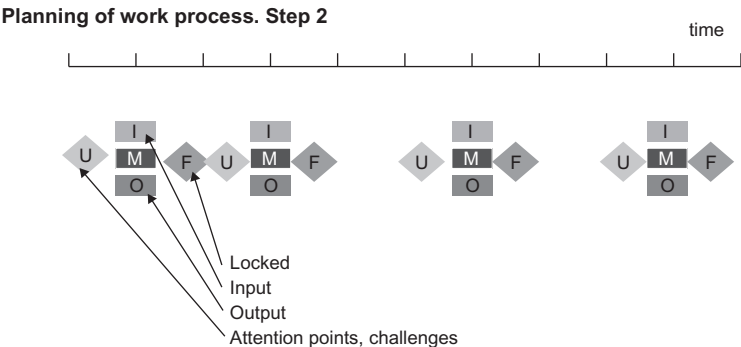 Planning of work process. Step 2
time
I I I I
U M F U M F U M F U M F
O O O O
Locked
Input
Output
Attention points, challenges